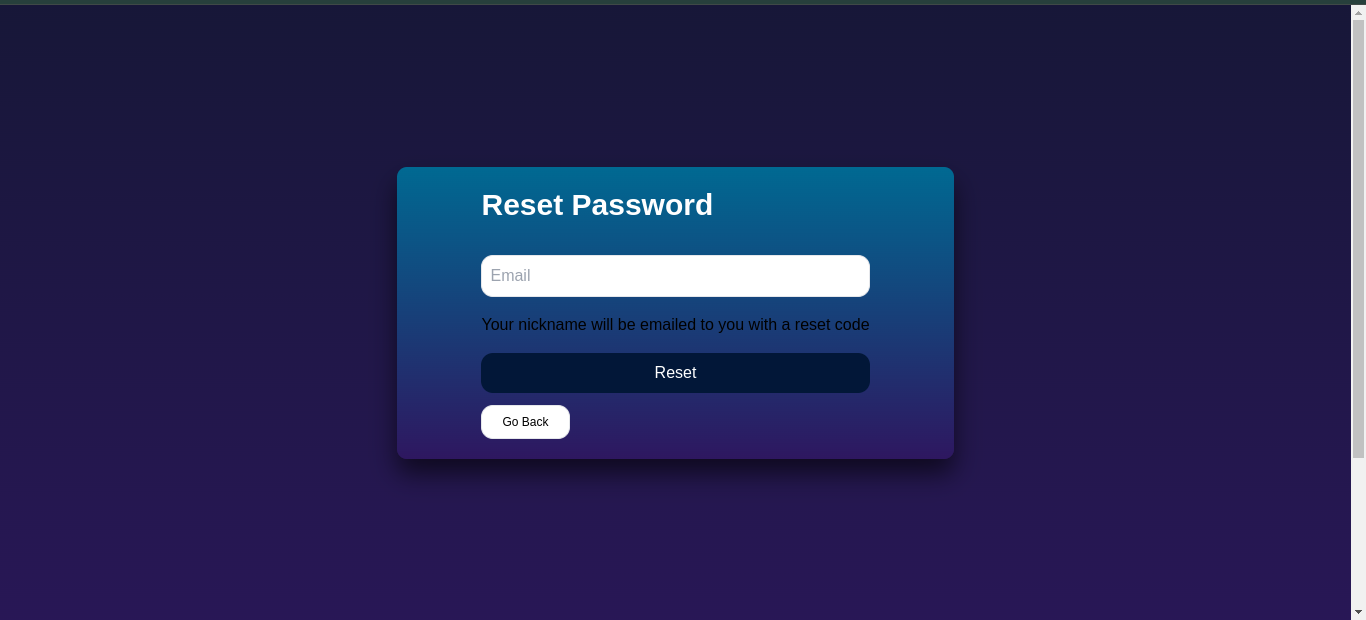 Reset Password
Email
Your nickname will be emailed to you with a reset code
Reset
Go Back